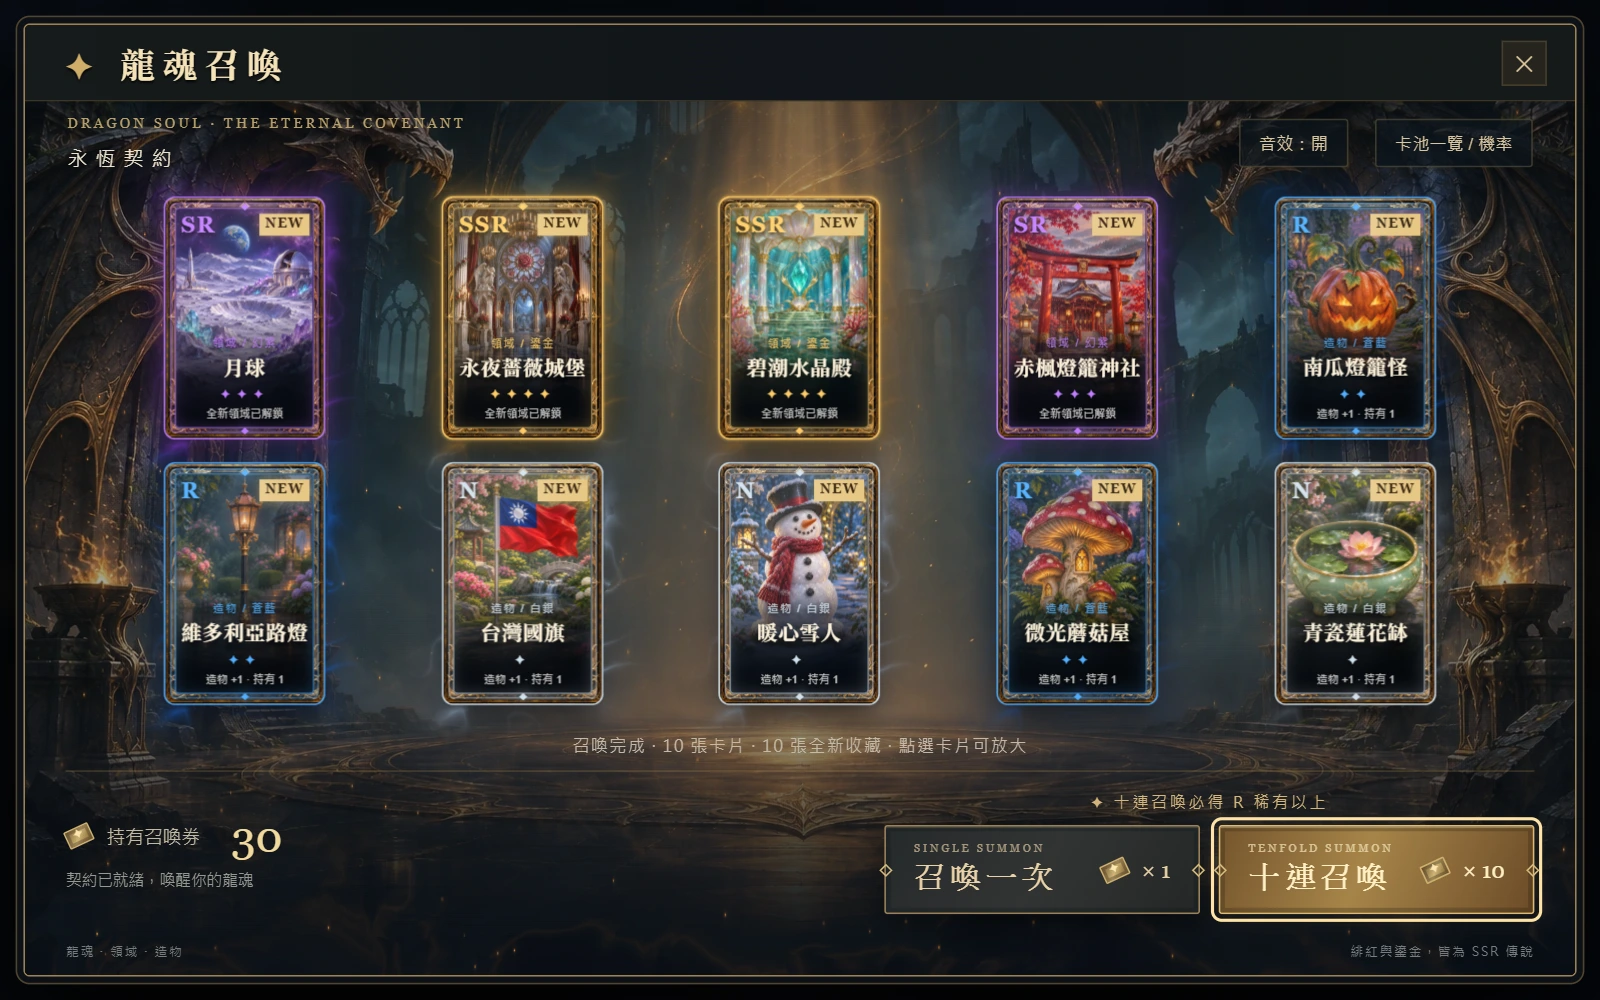 龍魂召喚
DRAGON SOUL · THE ETERNAL COVENANT
永恆契約
音效：開
卡池一覽 / 機率
SR
NEW
領域 / 幻紫
月球
全新領域已解鎖
SSR
NEW
領域 / 鎏金
永夜薔薇城堡
全新領域已解鎖
SSR
NEW
領域 / 鎏金
碧潮水晶殿
全新領域已解鎖
SR
NEW
領域 / 幻紫
赤楓燈籠神社
全新領域已解鎖
R
NEW
造物 / 蒼藍
南瓜燈籠怪
造物 +1 · 持有 1
R
NEW
造物 / 蒼藍
維多利亞路燈
造物 +1 · 持有 1
N
NEW
造物 / 白銀
台灣國旗
造物 +1 · 持有 1
N
NEW
造物 / 白銀
暖心雪人
造物 +1 · 持有 1
R
NEW
造物 / 蒼藍
微光蘑菇屋
造物 +1 · 持有 1
N
NEW
造物 / 白銀
青瓷蓮花缽
造物 +1 · 持有 1
召喚完成 · 10 張卡片 · 10 張全新收藏 · 點選卡片可放大
十連召喚必得 R 稀有以上
持有召喚券 30
契約已就緒，喚醒你的龍魂
SINGLE SUMMON
召喚一次 × 1
TENFOLD SUMMON
十連召喚 × 10
龍魂 · 領域 · 造物
緋紅與鎏金，皆為 SSR 傳說